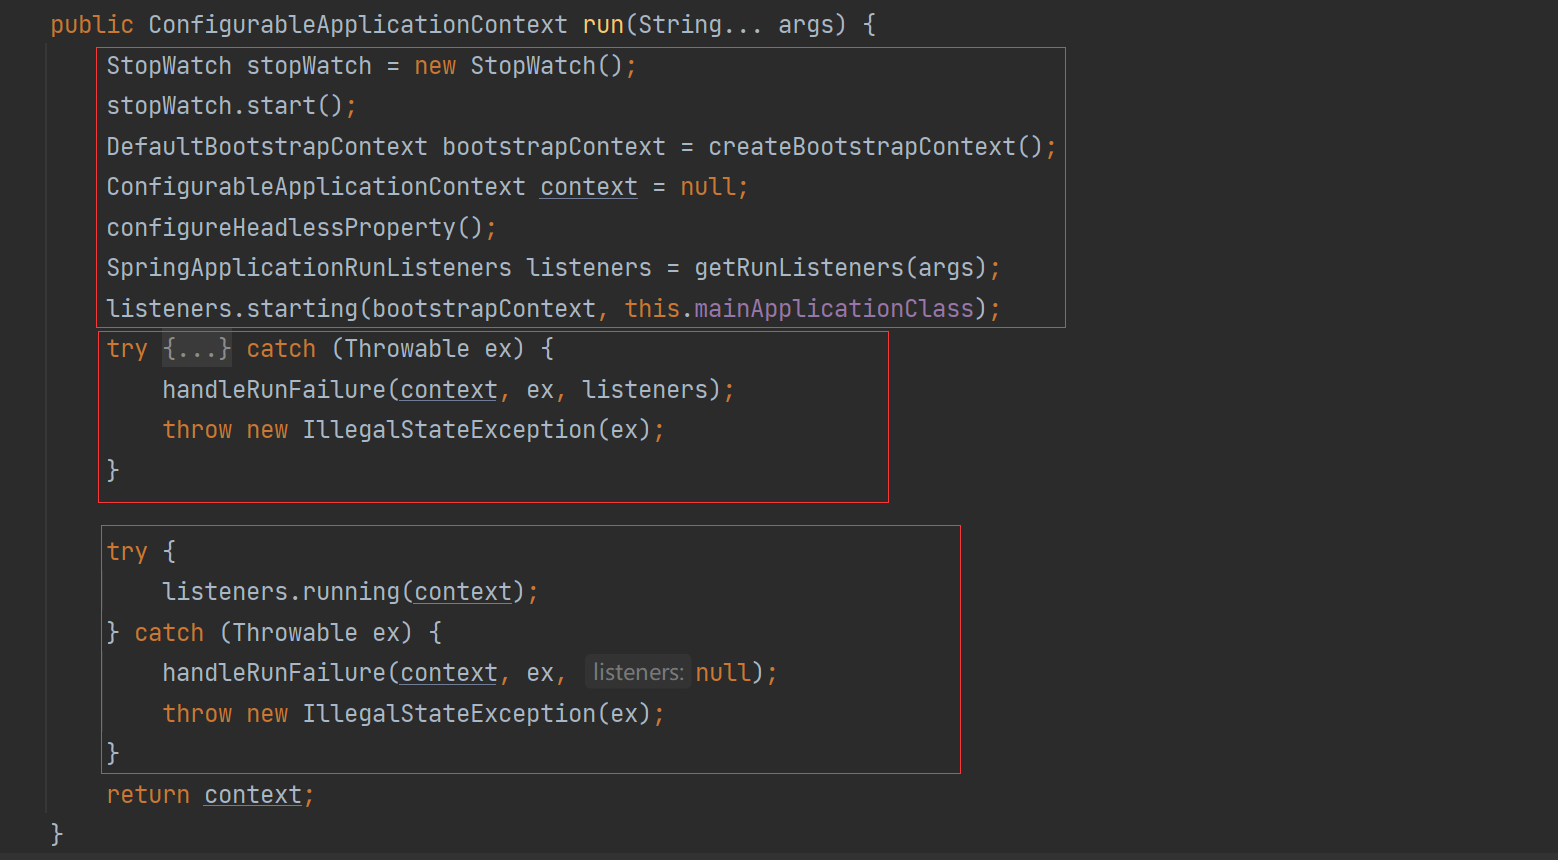 public ConfigurableApplicationContext run(String... args) {
    StopWatch stopWatch = new StopWatch();
    stopWatch.start();
    DefaultBootstrapContext bootstrapContext = createBootstrapContext();
    ConfigurableApplicationContext context = null;
    configureHeadlessProperty();
    SpringApplicationRunListeners listeners = getRunListeners(args);
    listeners.starting(bootstrapContext, this.mainApplicationClass);
    try {...} catch (Throwable ex) {
        handleRunFailure(context, ex, listeners);
        throw new IllegalStateException(ex);
    }
    try {
        listeners.running(context);
    } catch (Throwable ex) {
        handleRunFailure(context, ex, listeners: null);
        throw new IllegalStateException(ex);
    }
    return context;
}